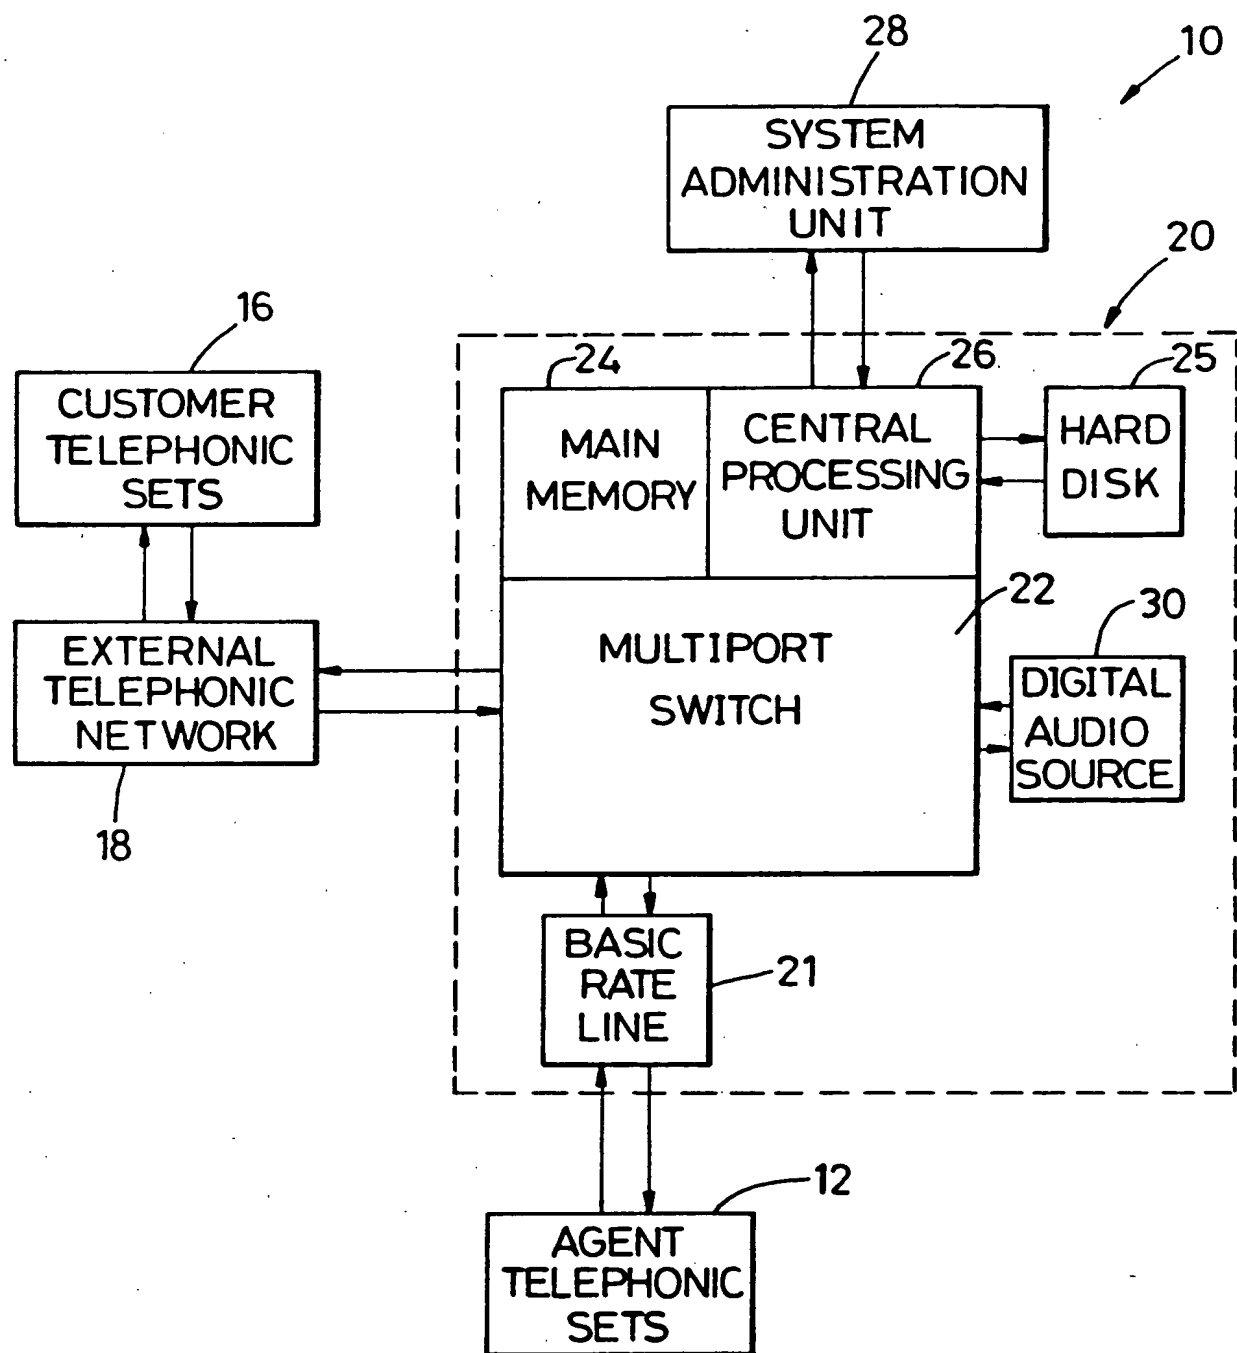 28
10
SYSTEM
ADMINISTRATION
UNIT
20
16
24
26
25
CUSTOMER
TELEPHONIC
SETS
MAIN
MEMORY
CENTRAL
PROCESSING
UNIT
HARD
DISK
22
30
EXTERNAL
TELEPHONIC
NETWORK
MULTIPORT
SWITCH
DIGITAL
AUDIO
SOURCE
18
BASIC
RATE
LINE
21
12
AGENT
TELEPHONIC
SETS